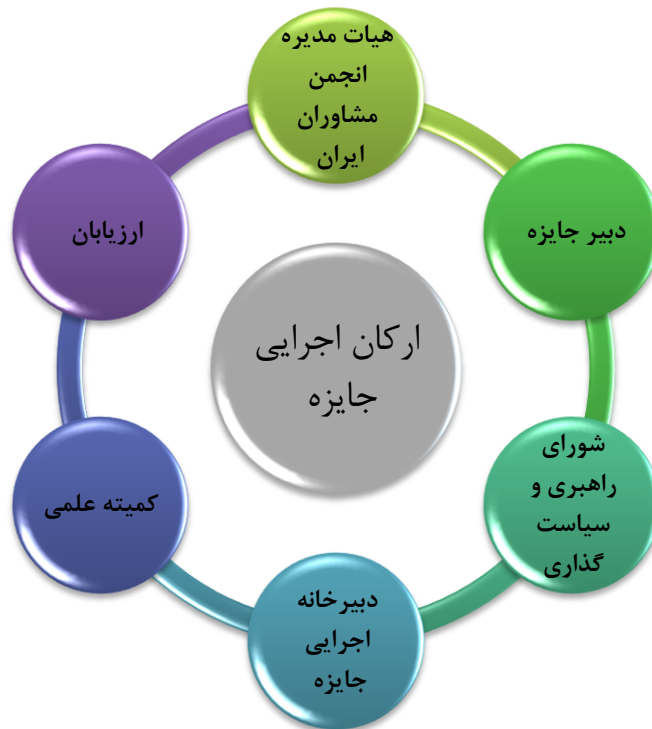 هیات مدیره
انجمن
مشاوران
ایران
دبیر جایزه
شورای
راهبری و
سیاست
گذاری
دبیرخانه
اجرایی
جایزه
کمیته علمی
ارزیابان
ارکان اجرایی
جایزه